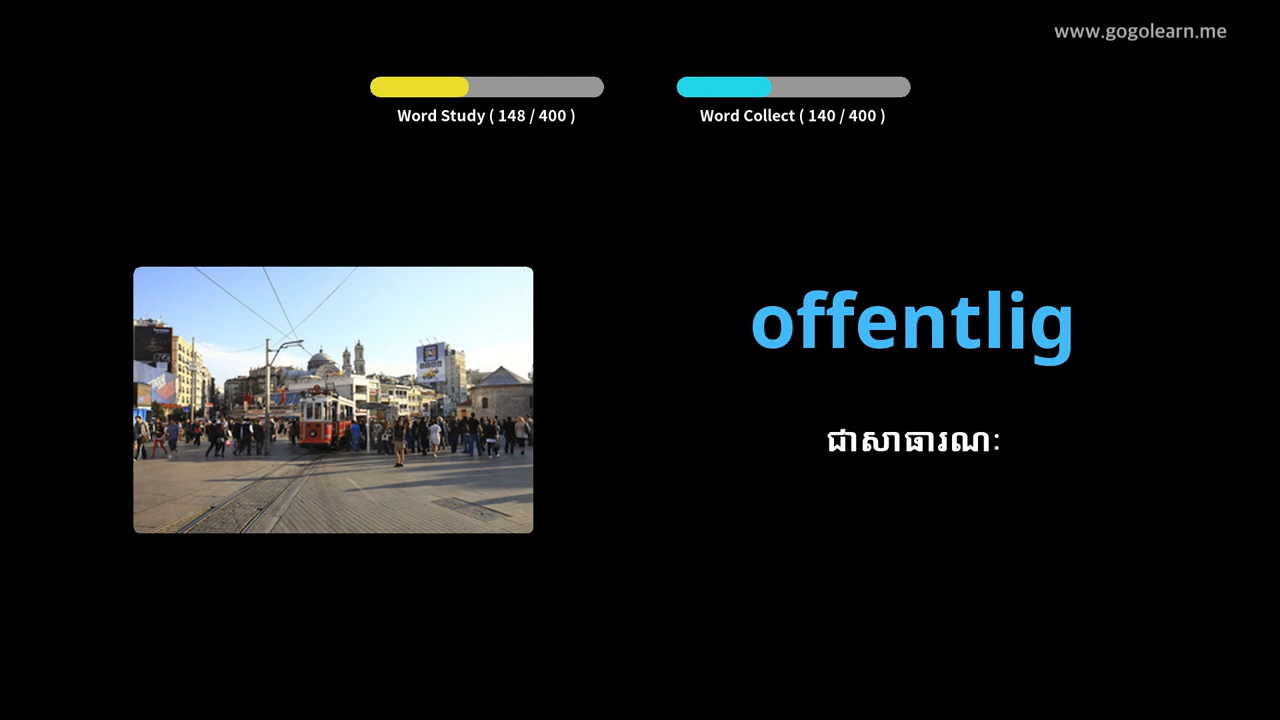 www.gogolearn.me
Word Study ( 148 / 400 )
Word Collect ( 140 / 400 )
offentlig
ជាសាធារណៈ